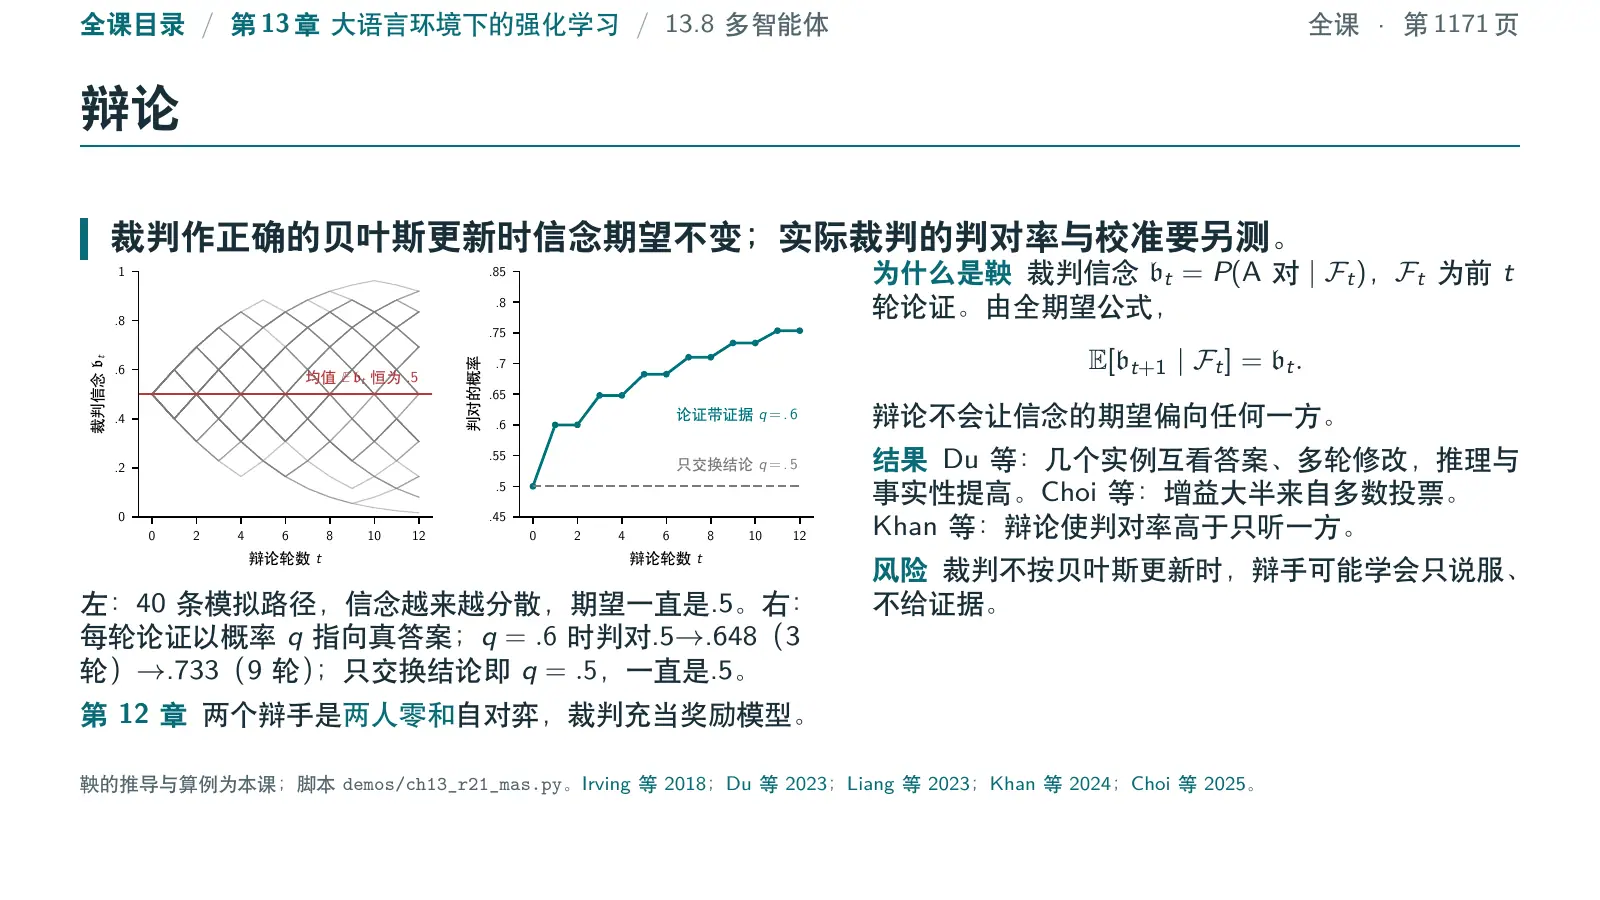 全课目录 / 第 13 章 大语言环境下的强化学习 / 13.8 多智能体
全课 · 第 1171 页
辩论
裁判作正确的贝叶斯更新时信念期望不变；实际裁判的判对率与校准要另测。
裁判信念 𝔟t
1
.8
.6
.4
.2
0
均值 𝔼 𝔟t 恒为 .5
0 2 4 6 8 10 12
辩论轮数 t
判对的概率
.85
.8
.75
.7
.65
.6
.55
.5
.45
论证带证据 q=.6
只交换结论 q=.5
0 2 4 6 8 10 12
辩论轮数 t
左：40 条模拟路径，信念越来越分散，期望一直是.5。右：
每轮论证以概率 q 指向真答案；q = .6 时判对.5→.648（3
轮）→.733（9 轮）；只交换结论即 q = .5，一直是.5。
第 12 章 两个辩手是两人零和自对弈，裁判充当奖励模型。
为什么是鞅 裁判信念 𝔟t = P(A 对 | ℱt)，ℱt 为前 t
轮论证。由全期望公式，
𝔼[𝔟t+1 | ℱt] = 𝔟t.
辩论不会让信念的期望偏向任何一方。
结果 Du 等：几个实例互看答案、多轮修改，推理与
事实性提高。Choi 等：增益大半来自多数投票。
Khan 等：辩论使判对率高于只听一方。
风险 裁判不按贝叶斯更新时，辩手可能学会只说服、
不给证据。
鞅的推导与算例为本课；脚本 demos/ch13_r21_mas.py。Irving 等 2018；Du 等 2023；Liang 等 2023；Khan 等 2024；Choi 等 2025。